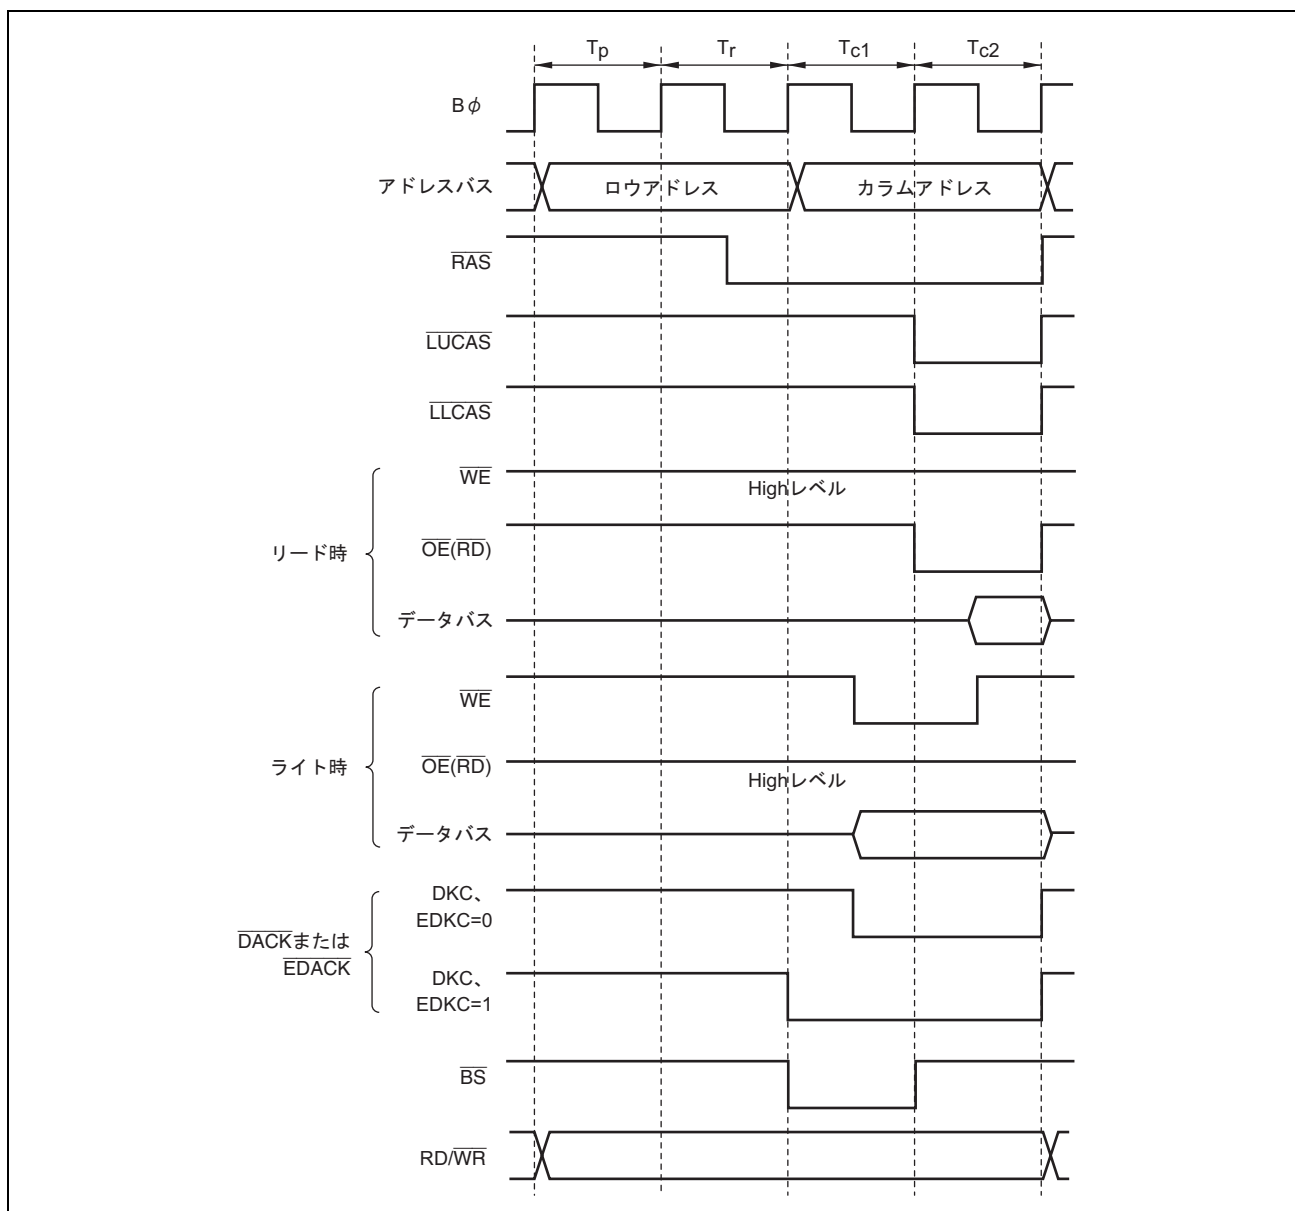 Tp Tr Tc1 Tc2
Bφ
アドレスバス ロウアドレス カラムアドレス
RAS
LUCAS
LLCAS
リード時
WE
Highレベル
OE(RD)
データバス
ライト時
WE
OE(RD)
Highレベル
データバス
DACKまたは
EDACK
DKC、
EDKC=0
DKC、
EDKC=1
BS
RD/WR